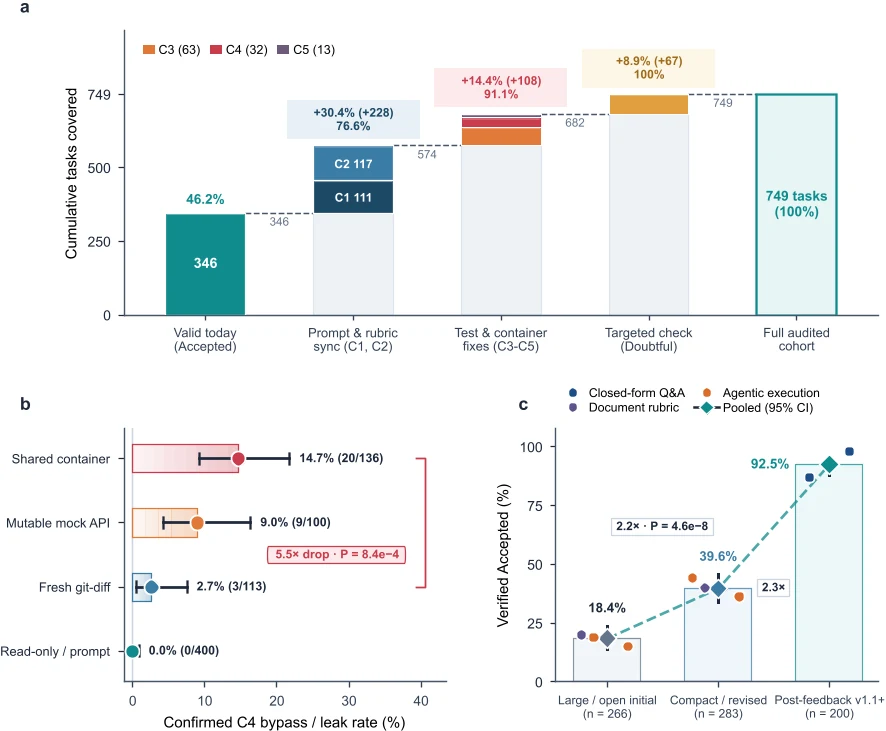 a
C3 (63) C4 (32) C5 (13)
Cumulative tasks covered
749
500
250
0
46.2%
346
346
+30.4% (+228)
76.6%
C2 117
C1 111
574
+14.4% (+108)
91.1%
682
+8.9% (+67)
100%
749
749 tasks
(100%)
Valid today
(Accepted)
Prompt & rubric
sync (C1, C2)
Test & container
fixes (C3-C5)
Targeted check
(Doubtful)
Full audited
cohort
b
Shared container
14.7% (20/136)
Mutable mock API
9.0% (9/100)
5.5× drop · P = 8.4e−4
Fresh git-diff
2.7% (3/113)
Read-only / prompt
0.0% (0/400)
0 10 20 30 40
Confirmed C4 bypass / leak rate (%)
c
Closed-form Q&A Agentic execution
Document rubric Pooled (95% CI)
Verified Accepted (%)
100
75
50
25
0
92.5%
2.2× · P = 4.6e−8
39.6%
2.3×
18.4%
Large / open initial
(n = 266)
Compact / revised
(n = 283)
Post-feedback v1.1+
(n = 200)